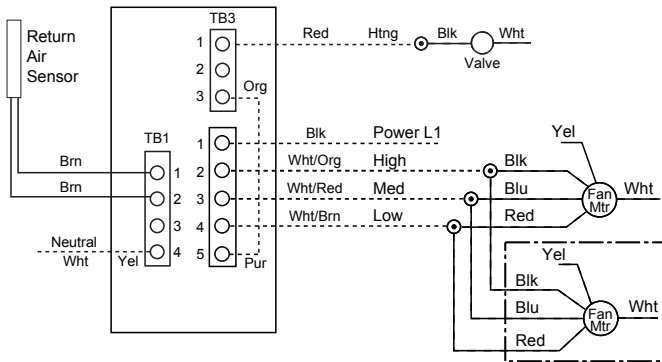 TB3
Return
Air
Sensor
1
2
3
Red
Htng
Blk
Wht
Valve
Org
TB1
Brn
Brn
1
2
3
4
Neutral
Wht
Yel
1
2
3
4
5
Pur
Blk
Power L1
Wht/Org
High
Wht/Red
Med
Wht/Brn
Low
Yel
Blk
Blu
Red
Fan
Mtr
Wht
Yel
Blk
Blu
Red
Fan
Mtr
Wht